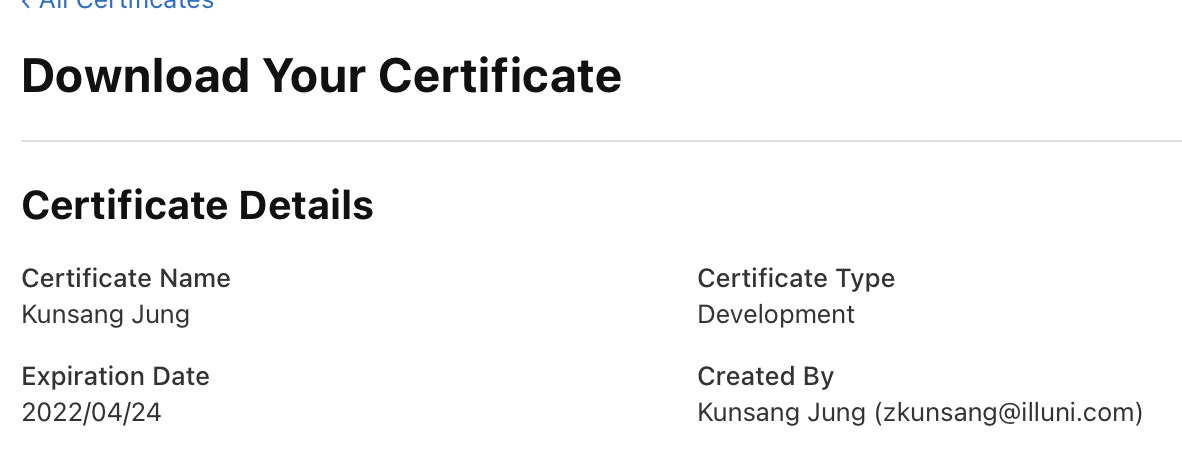 ‹ All Certificates
Download Your Certificate
Certificate Details
Certificate Name
Kunsang Jung
Certificate Type
Development
Expiration Date
2022/04/24
Created By
Kunsang Jung (zkunsang@illuni.com)